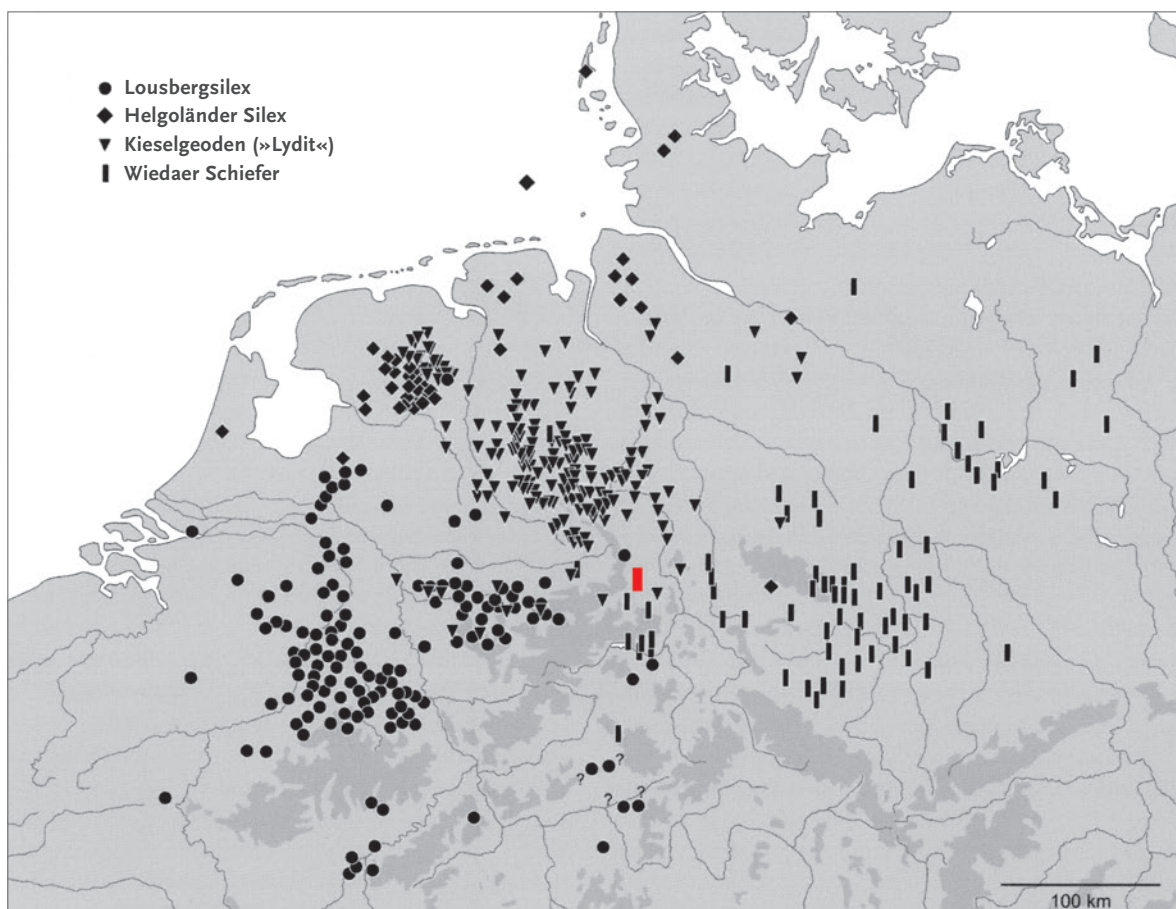 Lousbergsilex
Helgoländer Silex
Kieselgeoden (»Lydit«)
Wiedaer Schiefer
?
?
?
?
100 km